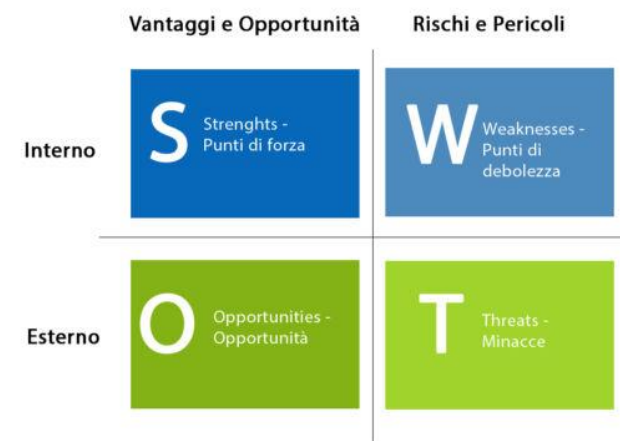 Vantaggi e Opportunità
Rischi e Pericoli
Interno
S
Strenghts -
Punti di forza
W
Weaknesses -
Punti di
debolezza
Esterno
O
Opportunities -
Opportunità
T
Threats -
Minacce